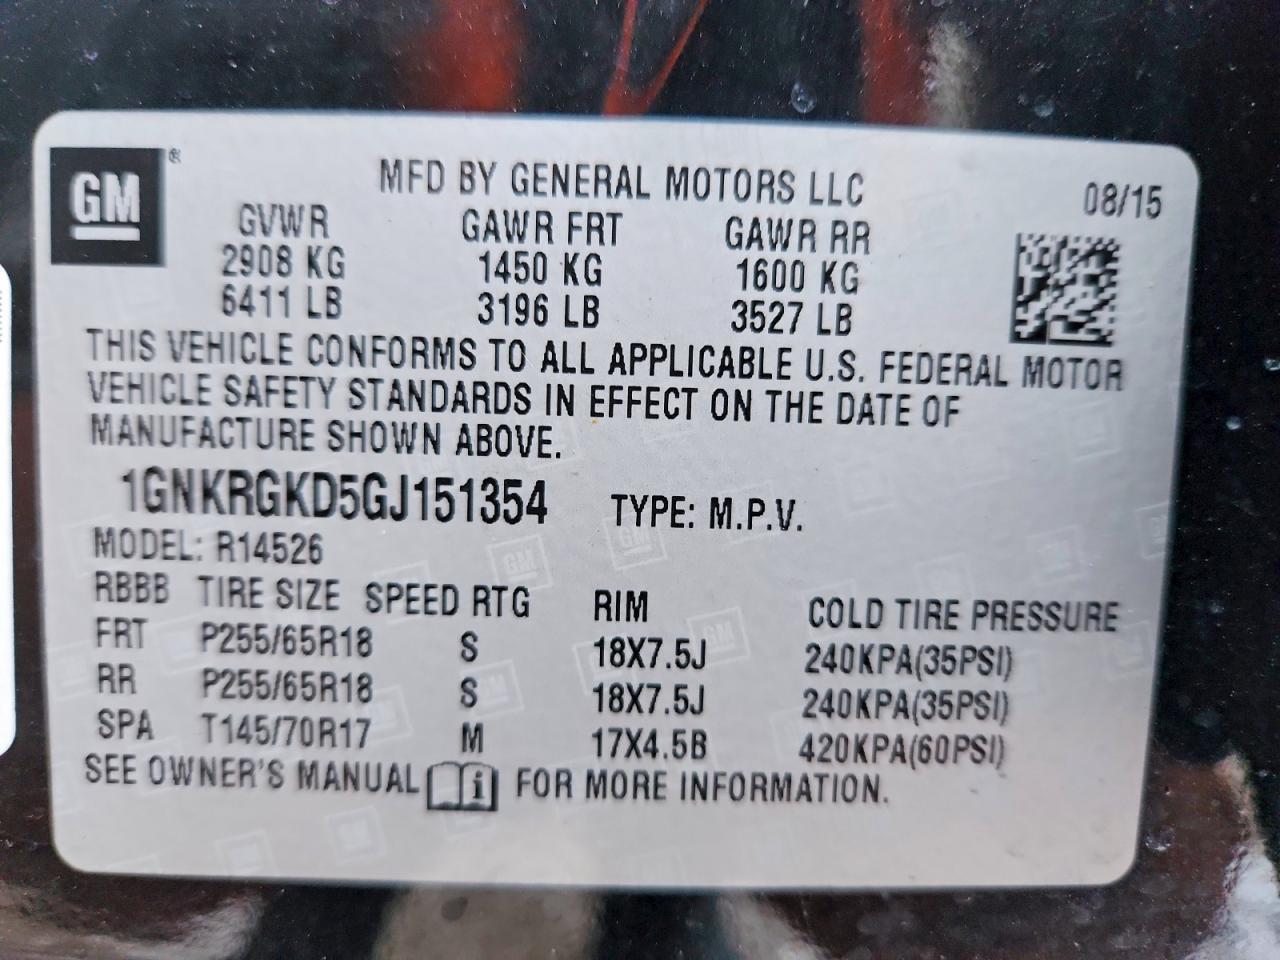 GM®
MFD BY GENERAL MOTORS LLC
08/15
GVWR GAWR FRT GAWR RR
2908 KG 1450 KG 1600 KG
6411 LB 3196 LB 3527 LB
THIS VEHICLE CONFORMS TO ALL APPLICABLE U.S. FEDERAL MOTOR
VEHICLE SAFETY STANDARDS IN EFFECT ON THE DATE OF
MANUFACTURE SHOWN ABOVE.
1GNKRGKD5GJ151354 TYPE: M.P.V.
MODEL: R14526
RBBB TIRE SIZE SPEED RTG RIM COLD TIRE PRESSURE
FRT P255/65R18 S 18X7.5J 240KPA(35PSI)
RR P255/65R18 S 18X7.5J 240KPA(35PSI)
SPA T145/70R17 M 17X4.5B 420KPA(60PSI)
SEE OWNER'S MANUAL FOR MORE INFORMATION.